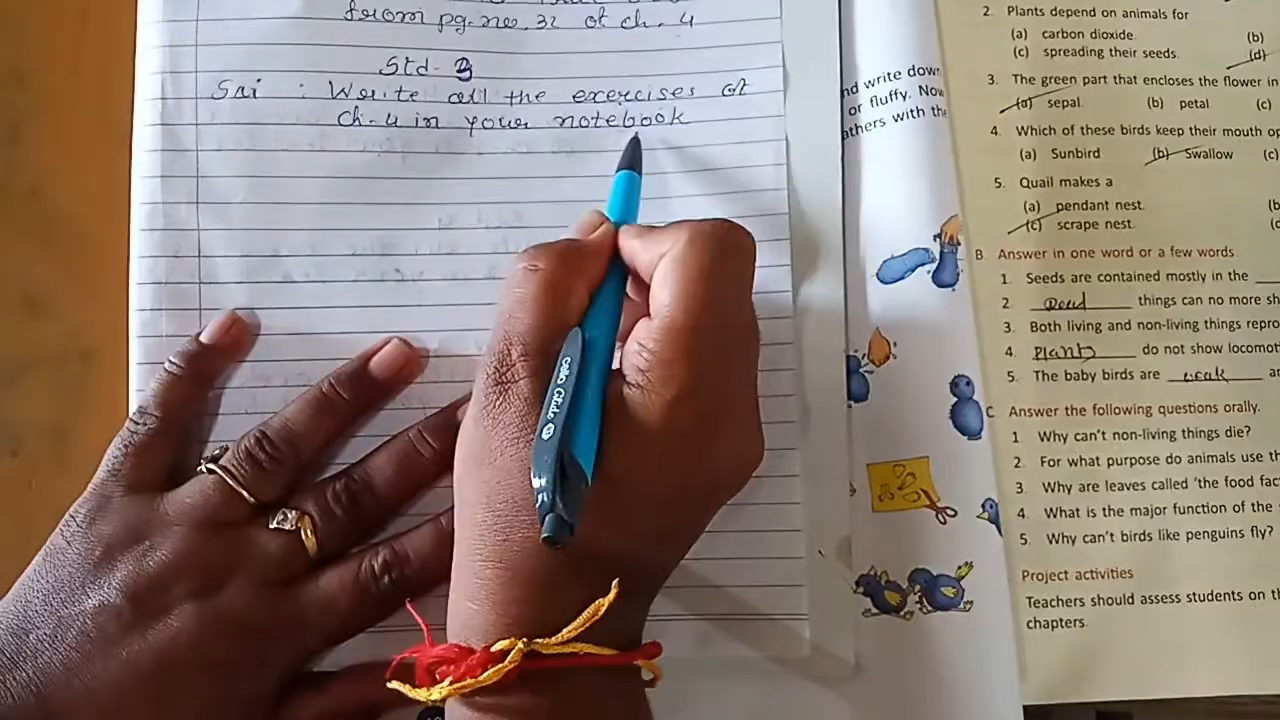 from pg.no. 32 of ch. 4
Std- 3
Sci : Write all the exercises of
ch-4 in your notebook
nd write down
or fluffy. Now
athers with the
cello Glide
2. Plants depend on animals for
(a) carbon dioxide. (b)
(c) spreading their seeds. (d)
3. The green part that encloses the flower in
(a) sepal. (b) petal. (c)
4. Which of these birds keep their mouth op
(a) Sunbird (b) Swallow (c)
5. Quail makes a
(a) pendant nest. (b
(c) scrape nest. (d
B Answer in one word or a few words
1. Seeds are contained mostly in the ____
2. Dead things can no more sh
3. Both living and non-living things repro
4. Plants do not show locomot
5. The baby birds are weak an
C Answer the following questions orally.
1. Why can't non-living things die?
2. For what purpose do animals use th
3. Why are leaves called 'the food fac
4. What is the major function of the
5. Why can't birds like penguins fly?
Project activities
Teachers should assess students on th
chapters.